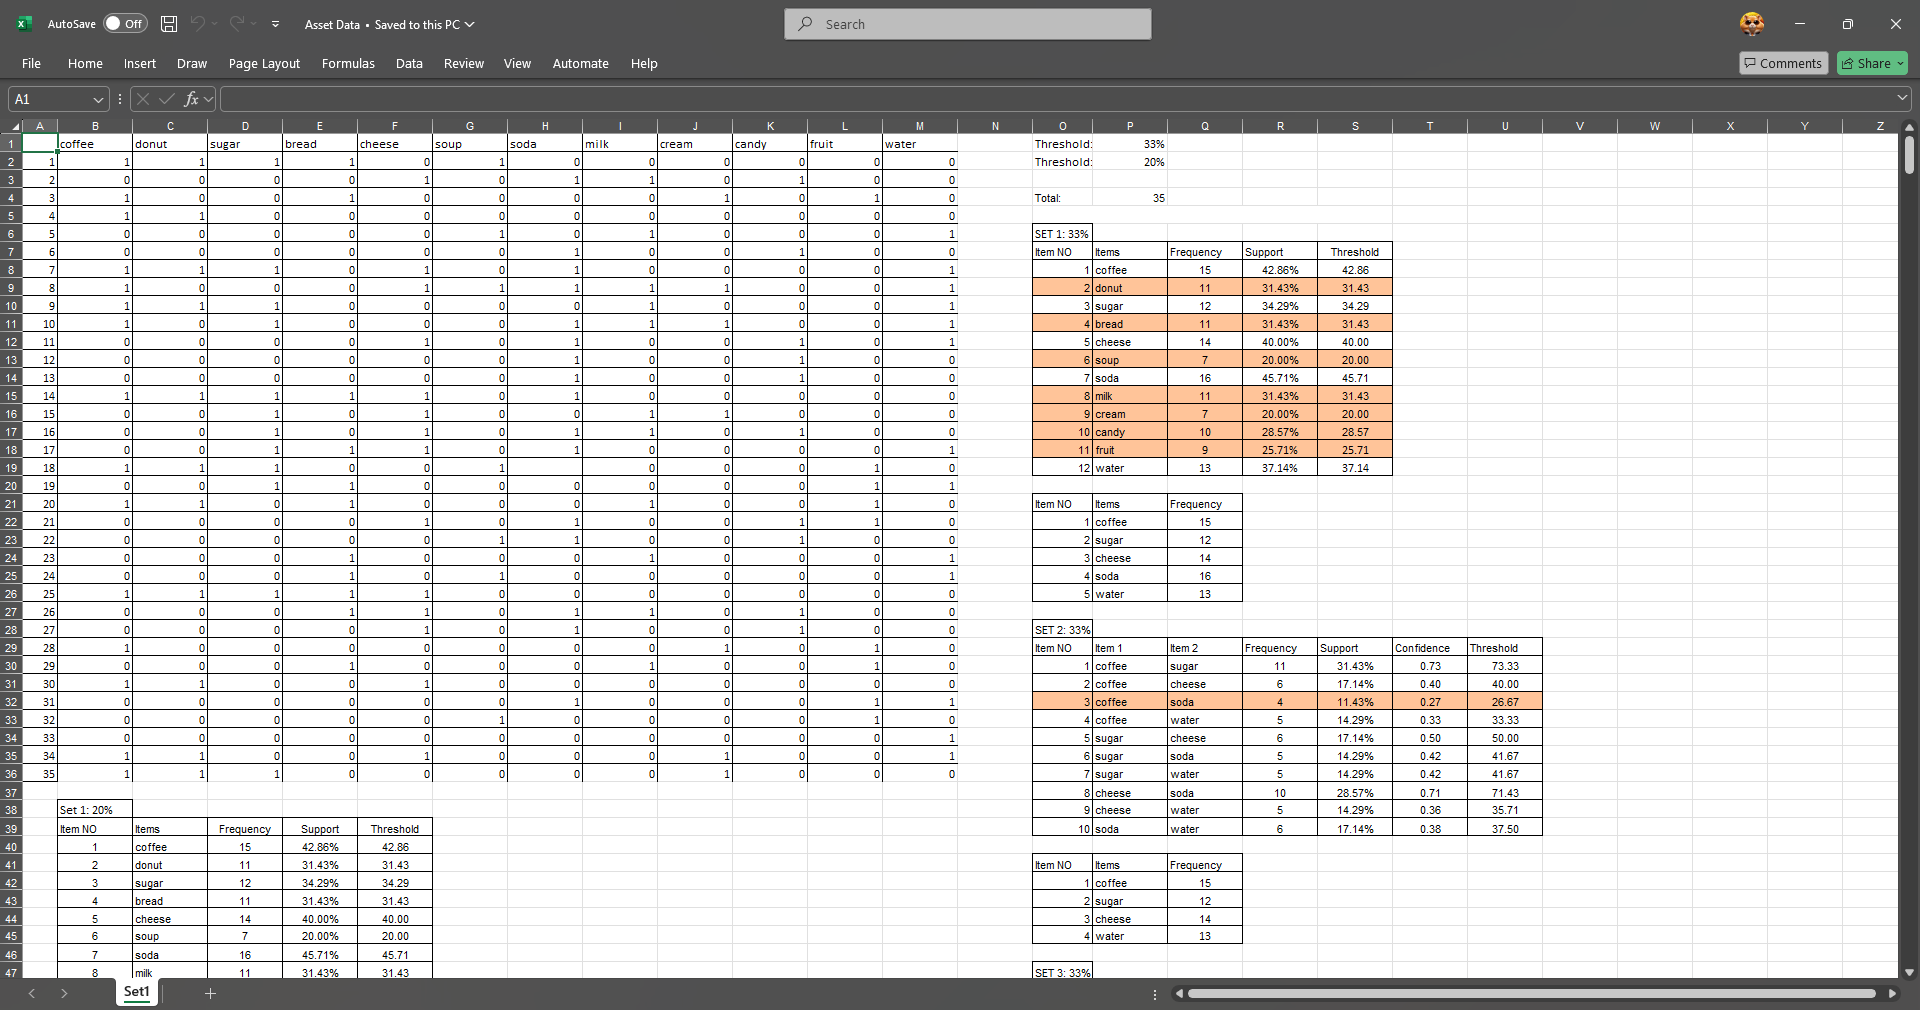 AutoSave Off Asset Data • Saved to this PC Search
File Home Insert Draw Page Layout Formulas Data Review View Automate Help Comments Share
A1 fx
A B C D E F G H I J K L M N O P Q R S T U V W X Y Z
1 coffee donut sugar bread cheese soup soda milk cream candy fruit water Threshold: 33%
2 1 1 1 1 1 0 1 0 0 0 0 0 0 Threshold: 20%
3 2 0 0 0 0 1 0 1 1 0 1 0 0
4 3 1 0 0 1 0 0 0 0 1 0 1 0 Total: 35
5 4 1 1 0 0 0 0 0 0 0 0 0 0
6 5 0 0 0 0 0 1 0 1 0 0 0 1 SET 1: 33%
7 6 0 0 0 0 0 0 1 0 0 1 0 0 Item NO Items Frequency Support Threshold
8 7 1 1 1 0 1 0 1 0 0 0 0 1 1 coffee 15 42.86% 42.86
9 8 1 0 0 0 1 1 1 1 1 0 0 1 2 donut 11 31.43% 31.43
10 9 1 1 1 0 0 0 0 1 0 0 0 1 3 sugar 12 34.29% 34.29
11 10 1 0 1 0 0 0 1 1 1 0 0 1 4 bread 11 31.43% 31.43
12 11 0 0 0 0 1 0 1 0 0 1 0 1 5 cheese 14 40.00% 40.00
13 12 0 0 0 0 0 0 1 0 0 1 0 0 6 soup 7 20.00% 20.00
14 13 0 0 0 0 0 0 1 0 0 1 0 0 7 soda 16 45.71% 45.71
15 14 1 1 1 1 1 0 1 0 0 0 0 0 8 milk 11 31.43% 31.43
16 15 0 0 1 0 1 0 0 1 1 0 0 0 9 cream 7 20.00% 20.00
17 16 0 0 1 0 1 0 1 1 0 1 0 0 10 candy 10 28.57% 28.57
18 17 0 0 1 1 1 0 1 0 0 0 0 1 11 fruit 9 25.71% 25.71
19 18 1 1 1 0 0 1 0 0 0 1 0 12 water 13 37.14% 37.14
20 19 0 0 1 1 0 0 0 0 0 0 1 1
21 20 1 1 0 0 0 0 0 1 0 0 1 0 Item NO Items Frequency
22 21 0 0 0 0 1 0 1 0 0 1 1 0 1 coffee 15
23 22 0 0 0 0 0 1 1 0 0 1 0 0 2 sugar 12
24 23 0 0 0 1 0 0 0 1 0 0 0 1 3 cheese 14
25 24 0 0 0 1 0 1 0 0 0 0 0 1 4 soda 16
26 25 1 1 1 1 1 0 0 0 0 0 0 0 5 water 13
27 26 0 0 0 1 1 0 1 1 0 1 0 0
28 27 0 0 0 0 1 0 1 0 0 1 0 0 SET 2: 33%
29 28 1 0 0 0 0 0 0 0 1 0 1 0 Item NO Item 1 Item 2 Frequency Support Confidence Threshold
30 29 0 0 0 1 0 0 0 1 0 0 1 0 1 coffee sugar 11 31.43% 0.73 73.33
31 30 1 1 0 0 1 0 0 0 0 0 0 0 2 coffee cheese 6 17.14% 0.40 40.00
32 31 0 0 0 0 0 0 1 0 0 0 1 1 3 coffee soda 4 11.43% 0.27 26.67
33 32 0 0 0 0 0 1 0 0 0 0 1 0 4 coffee water 5 14.29% 0.33 33.33
34 33 0 0 0 0 0 0 0 0 0 0 0 1 5 sugar cheese 6 17.14% 0.50 50.00
35 34 1 1 0 0 1 0 0 0 1 0 0 1 6 sugar soda 5 14.29% 0.42 41.67
36 35 1 1 1 0 0 0 0 0 1 0 0 0 7 sugar water 5 14.29% 0.42 41.67
37 8 cheese soda 10 28.57% 0.71 71.43
38 Set 1: 20% 9 cheese water 5 14.29% 0.36 35.71
39 Item NO Items Frequency Support Threshold 10 soda water 6 17.14% 0.38 37.50
40 1 coffee 15 42.86% 42.86
41 2 donut 11 31.43% 31.43 Item NO Items Frequency
42 3 sugar 12 34.29% 34.29 1 coffee 15
43 4 bread 11 31.43% 31.43 2 sugar 12
44 5 cheese 14 40.00% 40.00 3 cheese 14
45 6 soup 7 20.00% 20.00 4 water 13
46 7 soda 16 45.71% 45.71
47 8 milk 11 31.43% 31.43 SET 3: 33%
Set1